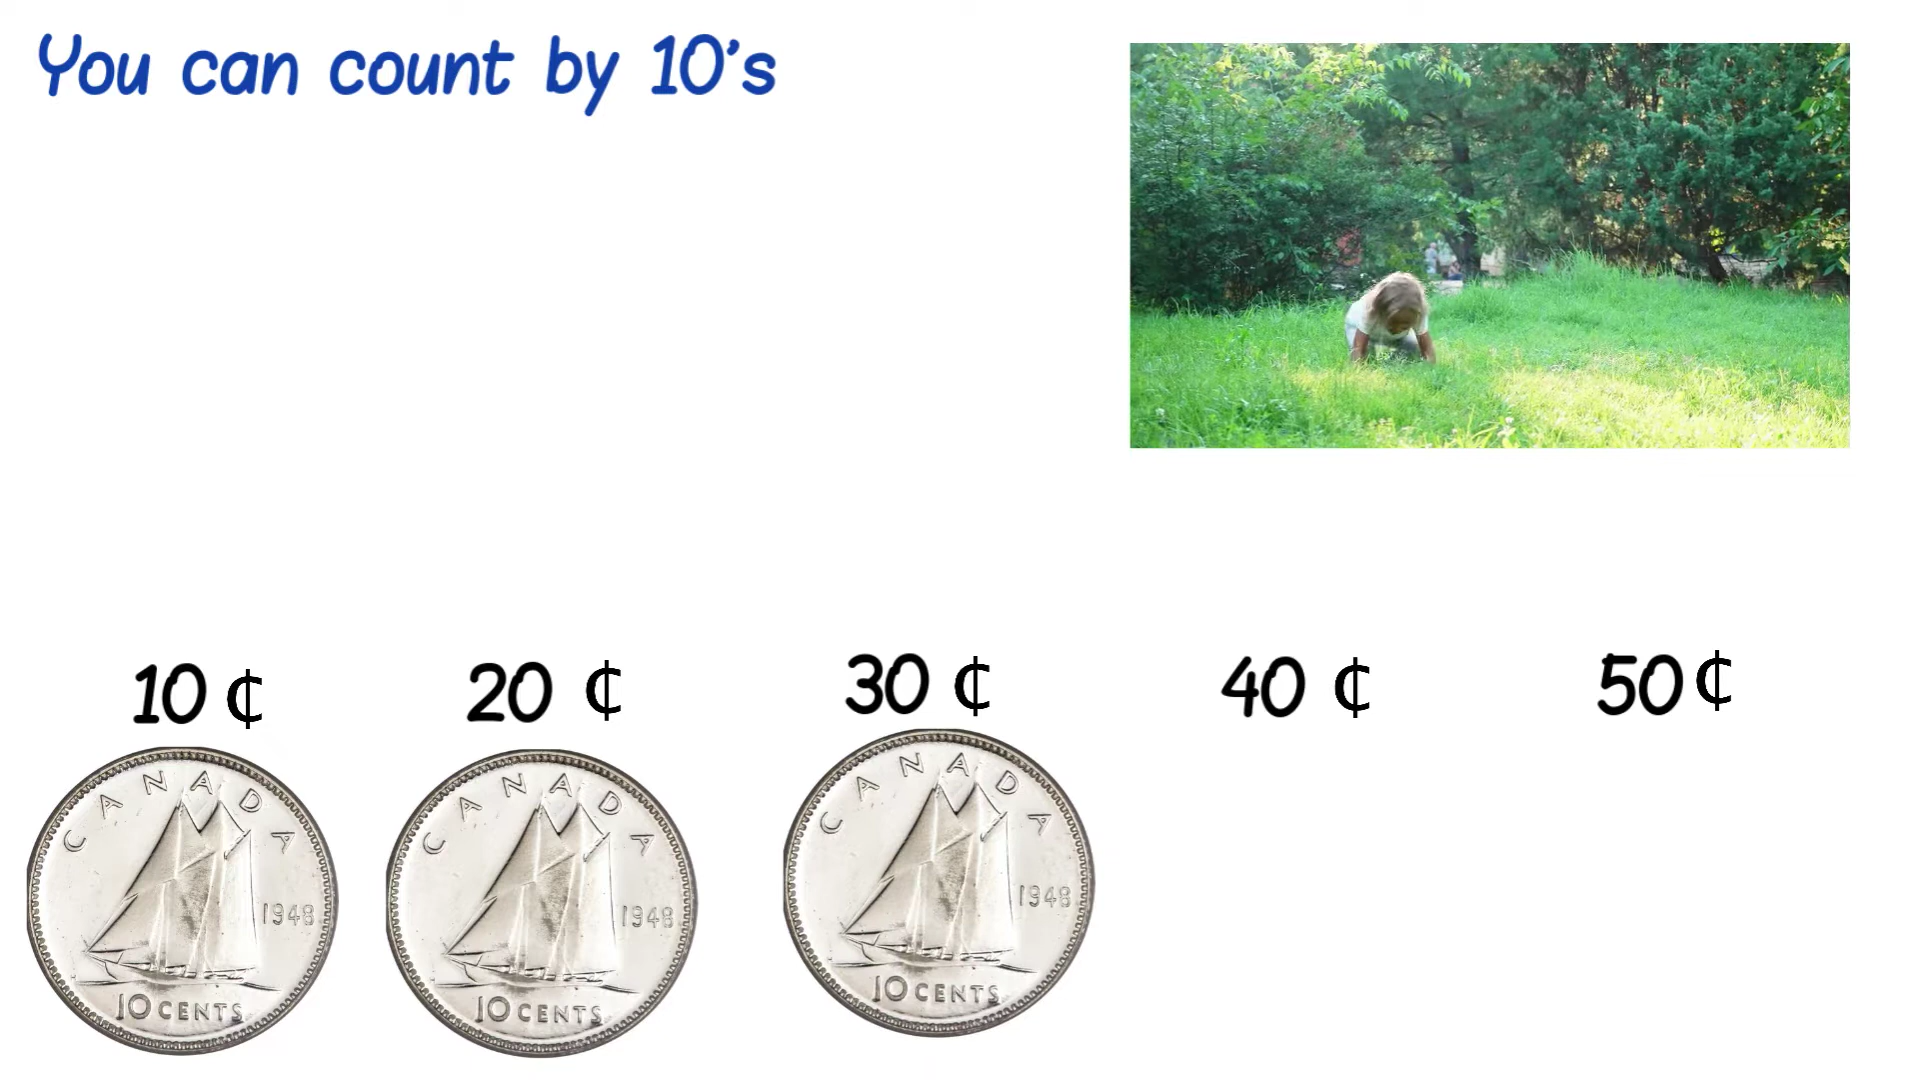 You can count by 10's
10 ¢ 20 ¢ 30 ¢ 40 ¢ 50 ¢
CANADA CANADA CANADA
1948 1948 1948
10 CENTS 10 CENTS 10 CENTS